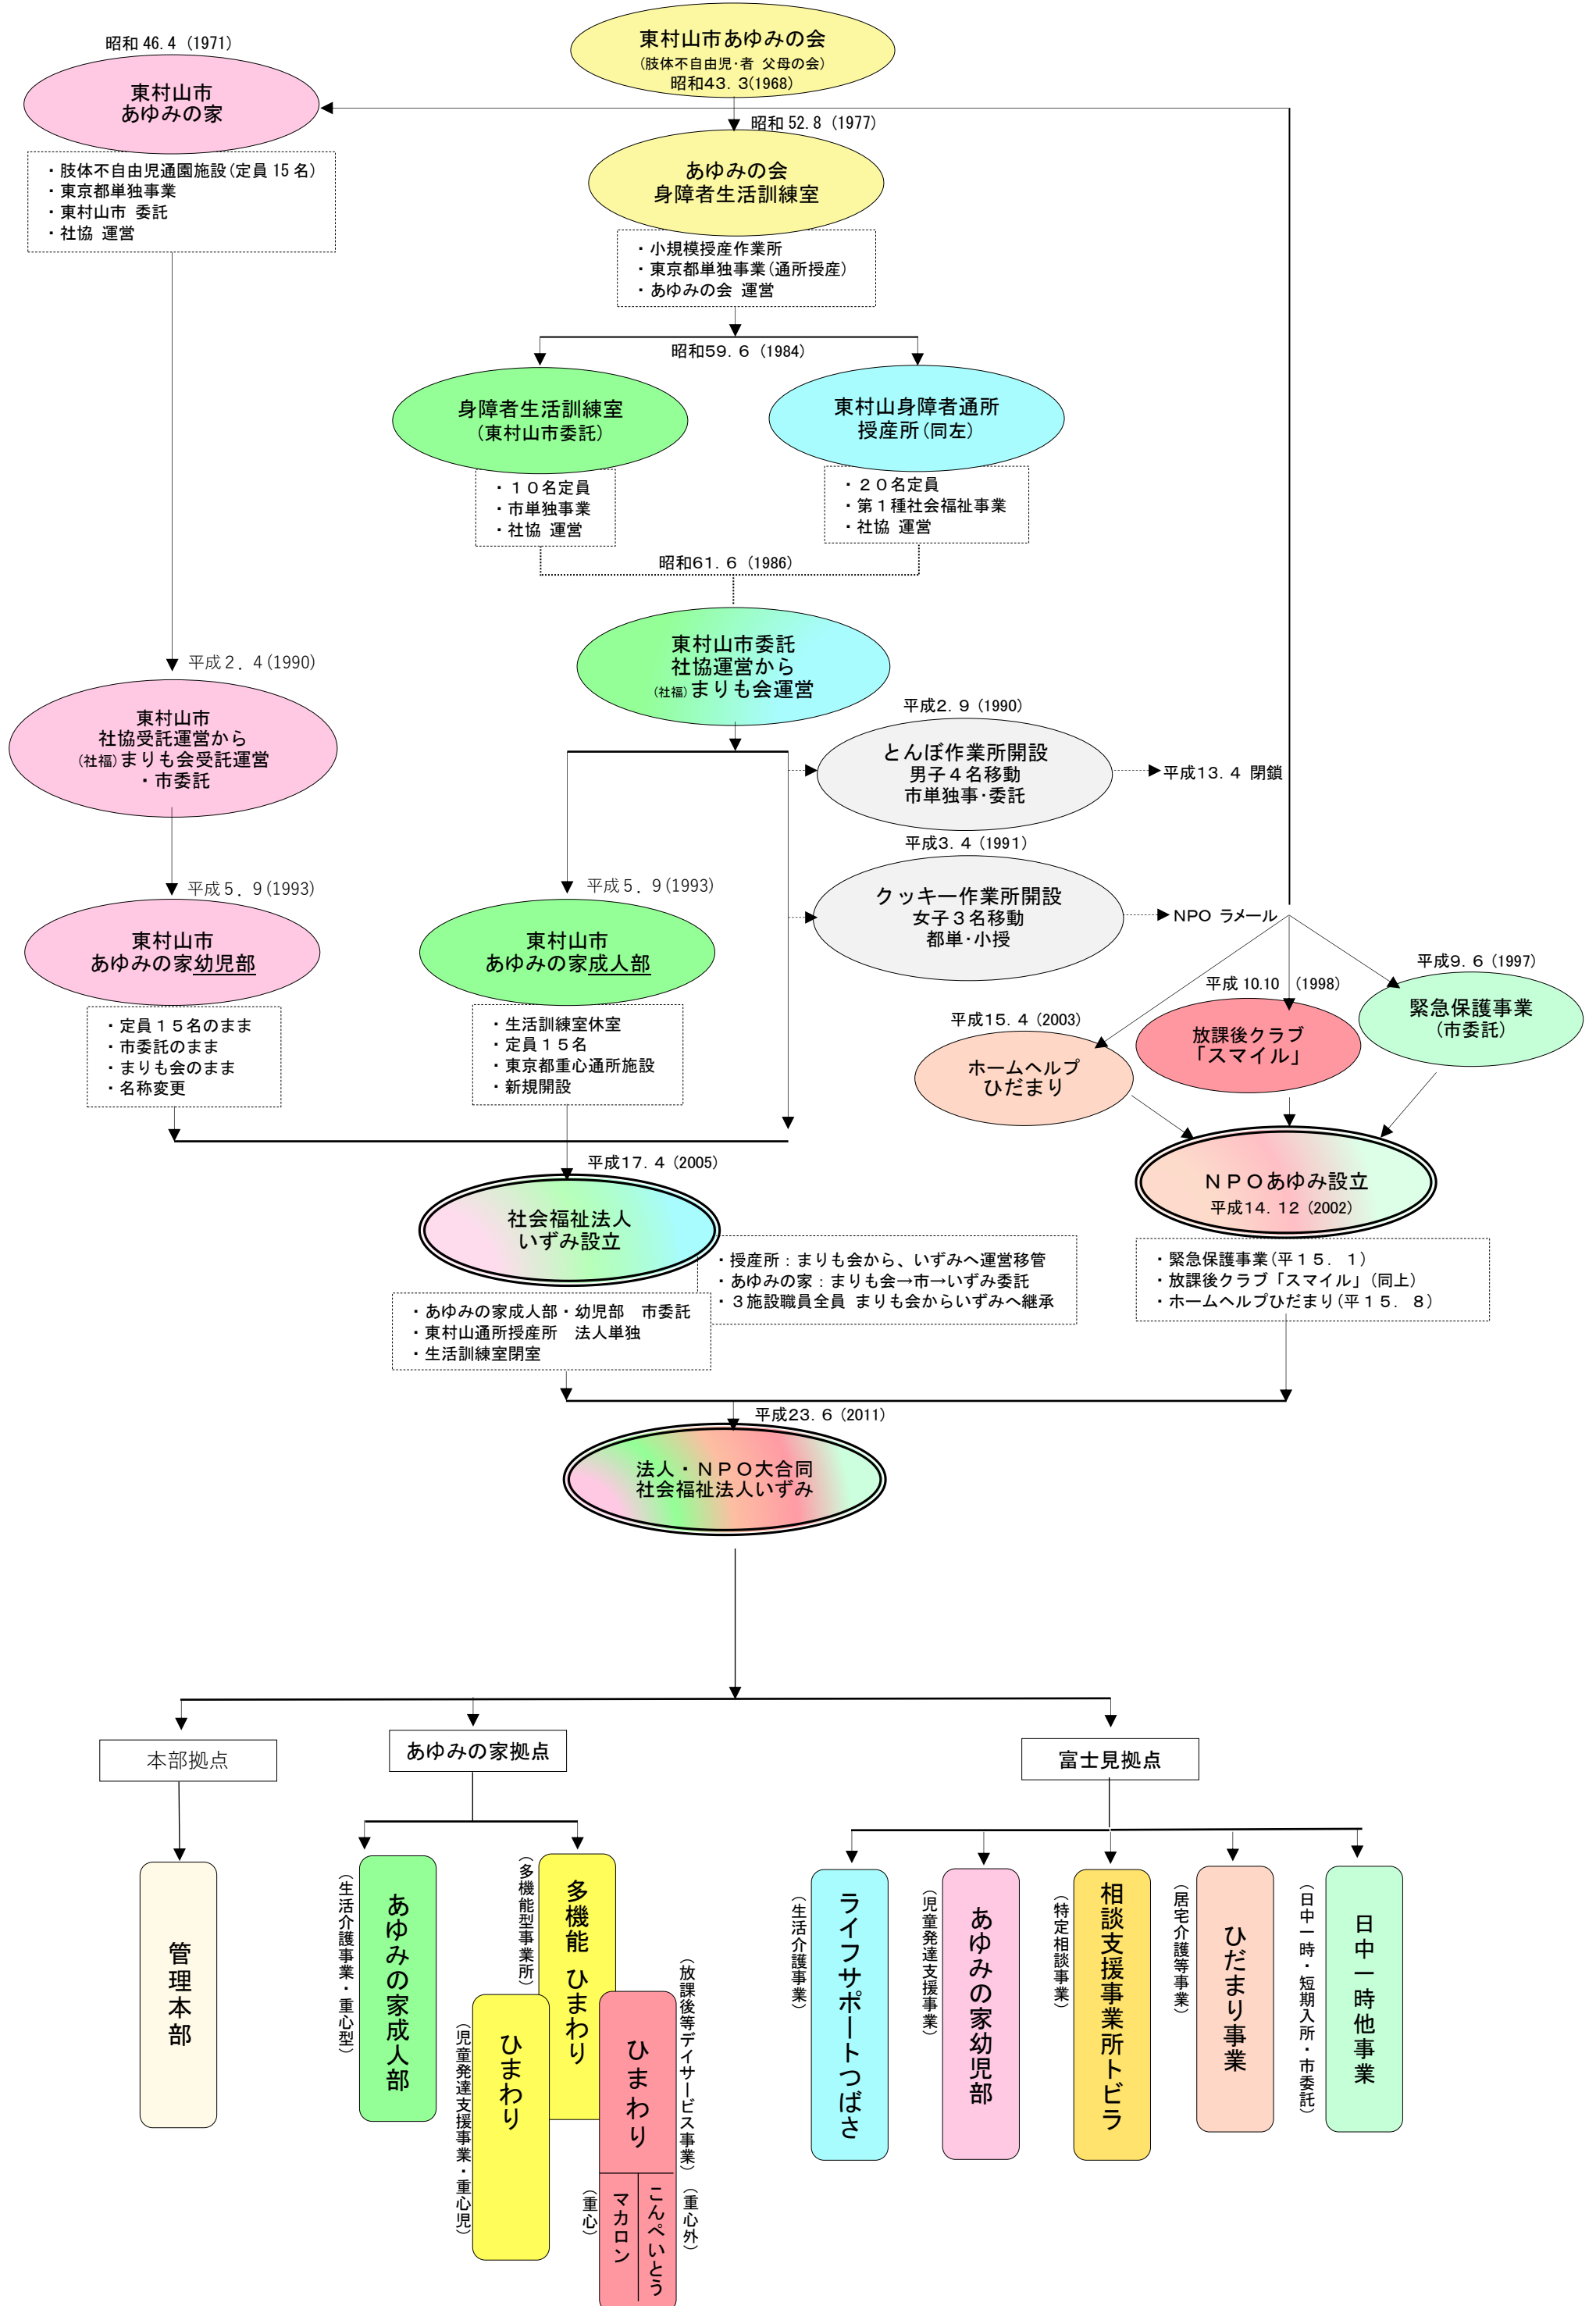 東村山市あゆみの会
(肢体不自由児・者 父母の会)
昭和43．3(1968)
昭和 46.4 (1971)
東村山市
あゆみの家
・肢体不自由児通園施設(定員 15 名)
・東京都単独事業
・東村山市 委託
・社協 運営
昭和 52.8 (1977)
あゆみの会
身障者生活訓練室
・小規模授産作業所
・東京都単独事業(通所授産)
・あゆみの会 運営
昭和59．6 (1984)
身障者生活訓練室
(東村山市委託)
・１０名定員
・市単独事業
・社協 運営
東村山身障者通所
授産所(同左)
・２０名定員
・第１種社会福祉事業
・社協 運営
昭和61．6 (1986)
東村山市委託
社協運営から
(社福)まりも会運営
平成２．４(1990)
東村山市
社協受託運営から
(社福)まりも会受託運営
・市委託
平成2．9 (1990)
とんぼ作業所開設
男子４名移動
市単独事・委託
平成13．4 閉鎖
平成3．4 (1991)
クッキー作業所開設
女子３名移動
都単・小授
NPO ラメール
平成５．９(1993)
東村山市
あゆみの家幼児部
・定員１５名のまま
・市委託のまま
・まりも会のまま
・名称変更
平成５．９(1993)
東村山市
あゆみの家成人部
・生活訓練室休室
・定員１５名
・東京都重心通所施設
・新規開設
平成15．4 (2003)
ホームヘルプ
ひだまり
平成 10.10 (1998)
放課後クラブ
「スマイル」
平成9．6 (1997)
緊急保護事業
(市委託)
平成17．4 (2005)
社会福祉法人
いずみ設立
・授産所：まりも会から、いずみへ運営移管
・あゆみの家：まりも会→市→いずみ委託
・３施設職員全員 まりも会からいずみへ継承
・あゆみの家成人部・幼児部　市委託
・東村山通所授産所　法人単独
・生活訓練室閉室
ＮＰＯあゆみ設立
平成14．12 (2002)
・緊急保護事業(平１５．１)
・放課後クラブ「スマイル」(同上)
・ホームヘルプひだまり(平１５．８)
平成23．6 (2011)
法人・ＮＰＯ大合同
社会福祉法人いずみ
本部拠点
あゆみの家拠点
富士見拠点
管理本部
(生活介護事業・重心型)
あゆみの家成人部
(多機能型事業所)
多機能 ひまわり
(児童発達支援事業・重心児)
ひまわり
(放課後等デイサービス事業)
ひまわり
(重心)
マカロン
こんぺいとう
(重心外)
(生活介護事業)
ライフサポートつばさ
(児童発達支援事業)
あゆみの家幼児部
(特定相談事業)
相談支援事業所トビラ
(居宅介護等事業)
ひだまり事業
(日中一時・短期入所・市委託)
日中一時他事業